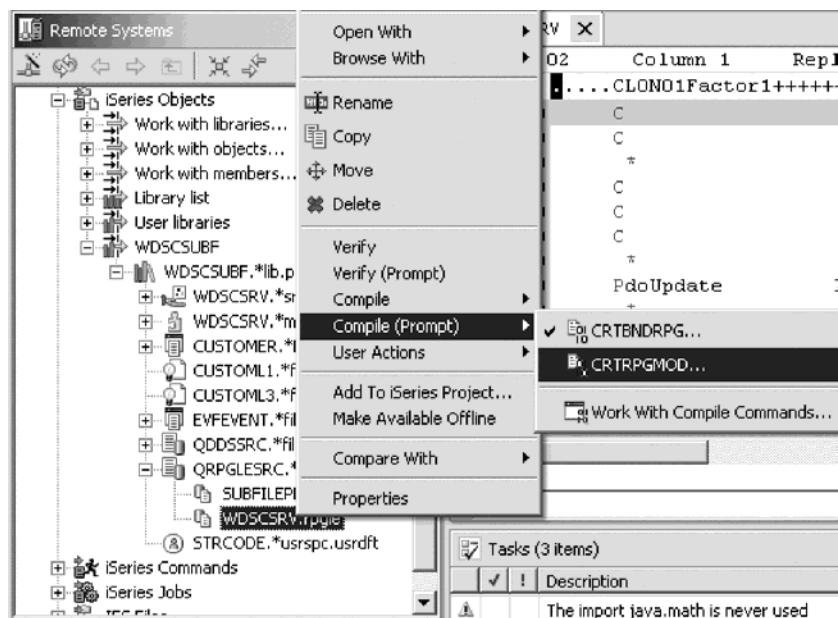 Remote Systems
iSeries Objects
Work with libraries...
Work with objects...
Work with members...
Library list
User libraries
WDSCSUBF
WDSCSUBF.*lib.p
WDSCSRV.*sr
WDSCSRV.*m
CUSTOMER.*
CUSTOML1.*f
CUSTOML3.*f
EVFEVENT.*fil
QDDSSRC.*fil
QRPGLESRC.*
SUBFILEP
WDSCSRV.rpgle
STRCODE.*usrspc.usrdft
iSeries Commands
iSeries Jobs
Open With
Browse With
Rename
Copy
Move
Delete
Verify
Verify (Prompt)
Compile
Compile (Prompt)
User Actions
Add To iSeries Project...
Make Available Offline
Compare With
Properties
CRTBNDRPG...
CRTRPGMOD...
Work With Compile Commands...
RV
02 Column 1 Repl
.....CLON01Factor1+++++
C
C
*
C
C
C
*
PdoUpdate
*
Tasks (3 items)
! Description
The import java.math is never used